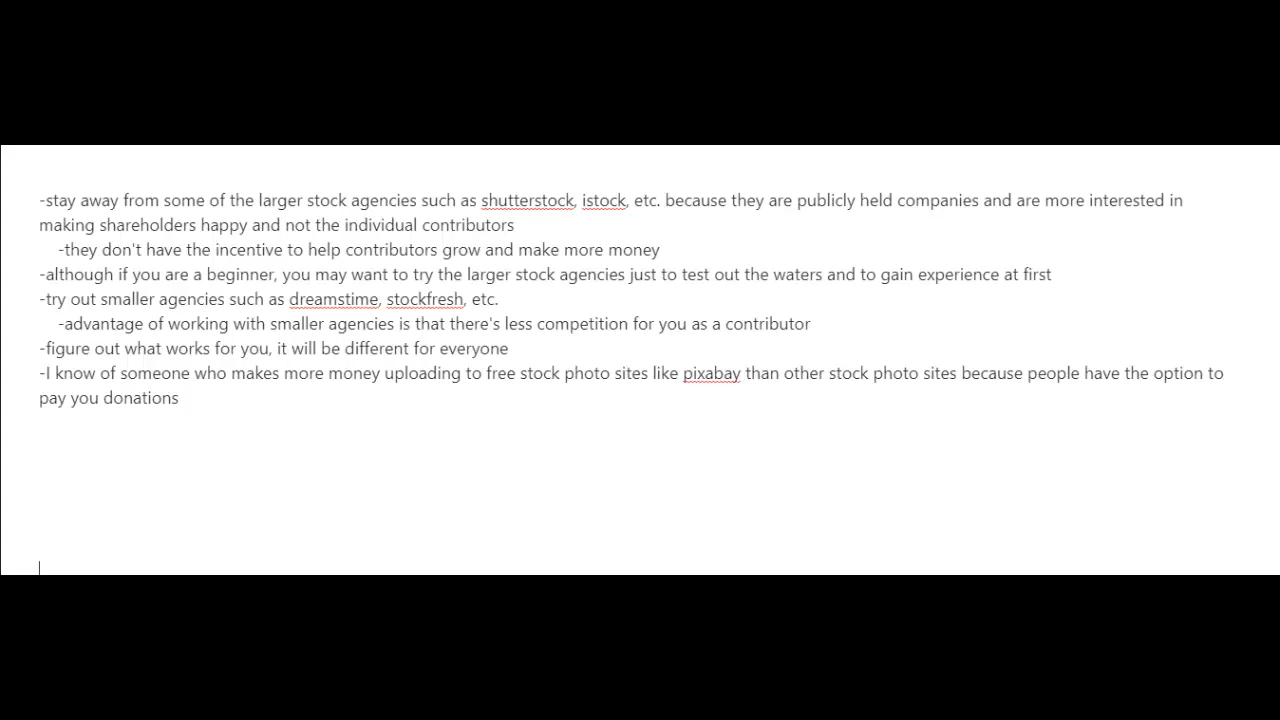 -stay away from some of the larger stock agencies such as shutterstock, istock, etc. because they are publicly held companies and are more interested in
making shareholders happy and not the individual contributors
-they don't have the incentive to help contributors grow and make more money
-although if you are a beginner, you may want to try the larger stock agencies just to test out the waters and to gain experience at first
-try out smaller agencies such as dreamstime, stockfresh, etc.
-advantage of working with smaller agencies is that there's less competition for you as a contributor
-figure out what works for you, it will be different for everyone
-I know of someone who makes more money uploading to free stock photo sites like pixabay than other stock photo sites because people have the option to
pay you donations